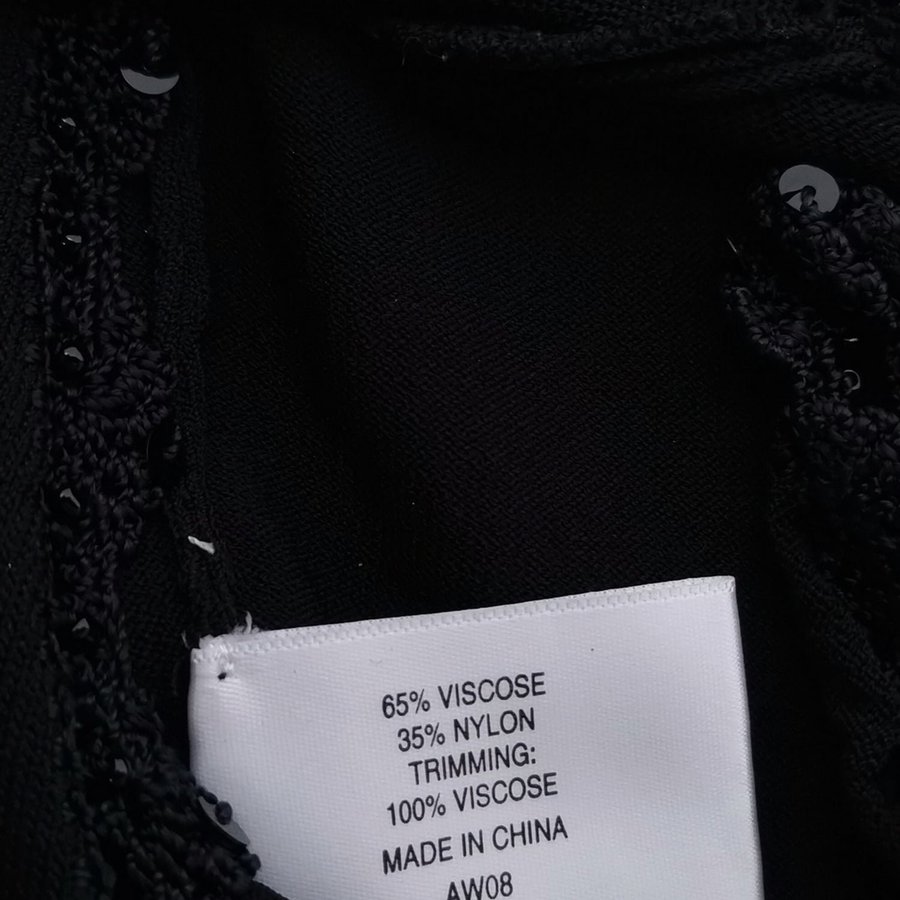 65% VISCOSE
35% NYLON
TRIMMING:
100% VISCOSE
MADE IN CHINA
AW08